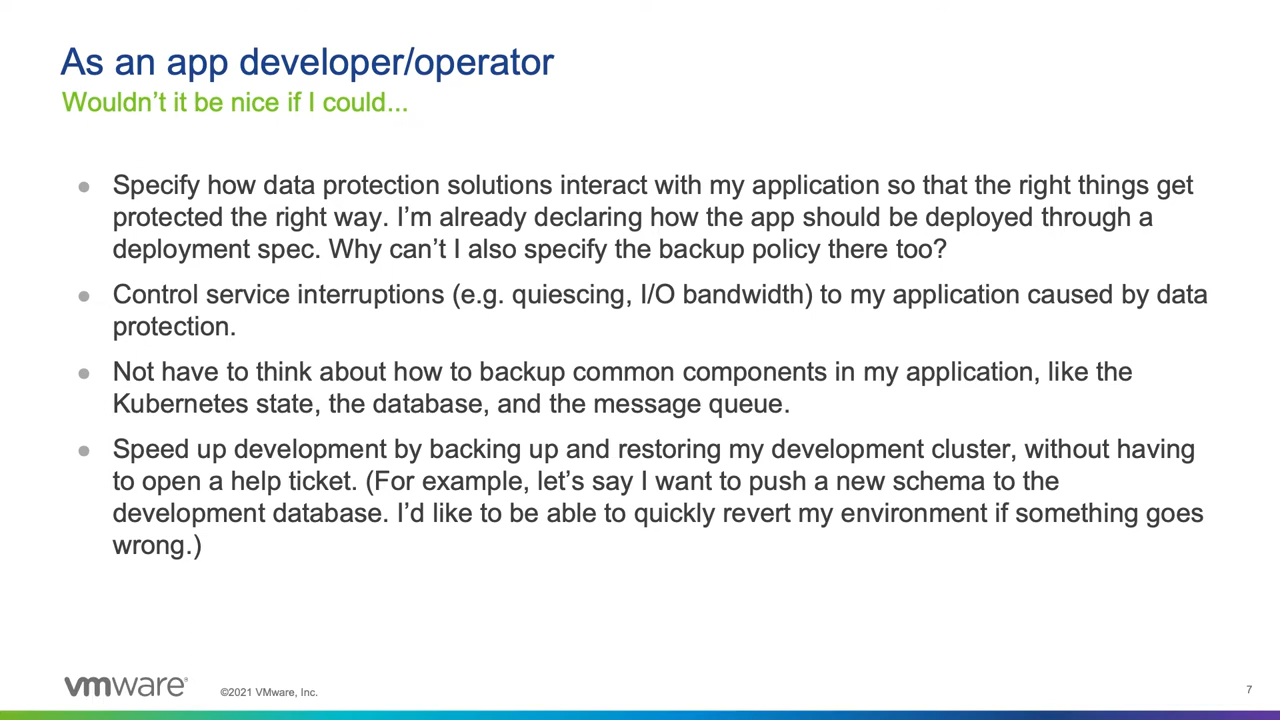 As an app developer/operator
Wouldn’t it be nice if I could...
● Specify how data protection solutions interact with my application so that the right things get
protected the right way. I’m already declaring how the app should be deployed through a
deployment spec. Why can’t I also specify the backup policy there too?
● Control service interruptions (e.g. quiescing, I/O bandwidth) to my application caused by data
protection.
● Not have to think about how to backup common components in my application, like the
Kubernetes state, the database, and the message queue.
● Speed up development by backing up and restoring my development cluster, without having
to open a help ticket. (For example, let’s say I want to push a new schema to the
development database. I’d like to be able to quickly revert my environment if something goes
wrong.)
vmware®
©2021 VMware, Inc.
7